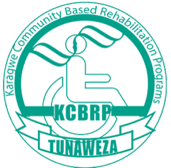 Karagwe Community Based Rehabilitation Programs
KCBRP
TUNAWEZA